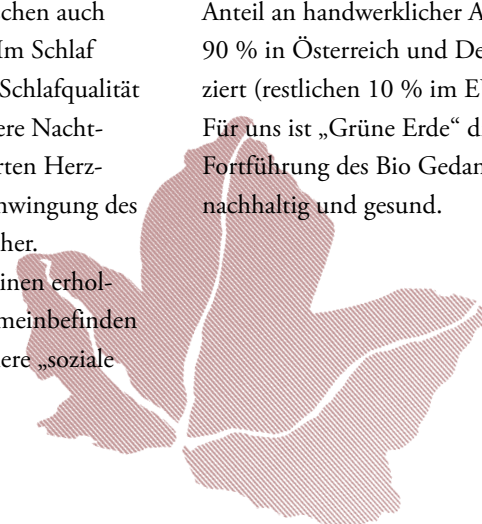 schen auch
Im Schlaf
Schlafqualität
ere Nacht-
rten Herz-
hwingung des
her.
inen erhol-
meinbefinden
ere „soziale
Anteil an handwerklicher A
90 % in Österreich und De
ziert (restlichen 10 % im E
Für uns ist „Grüne Erde“ d
Fortführung des Bio Gedan
nachhaltig und gesund.